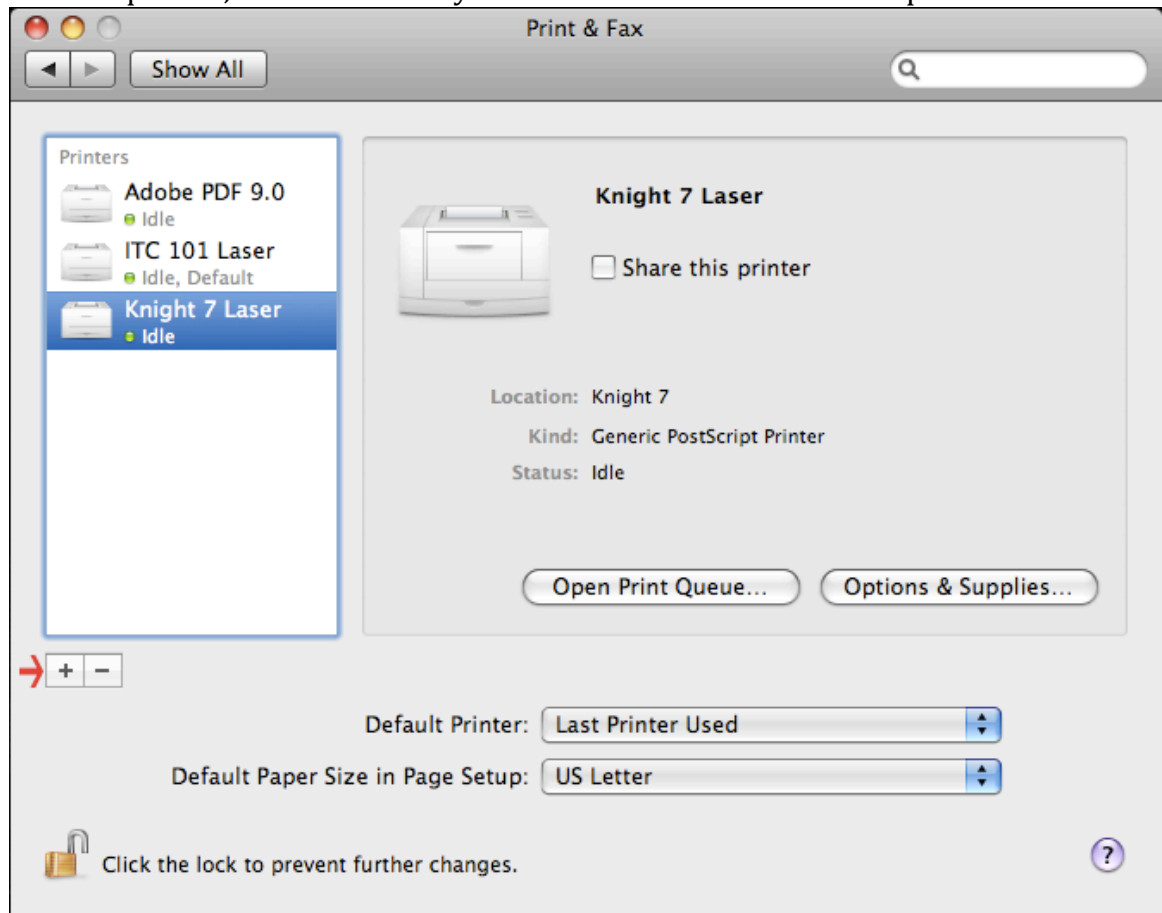 Print & Fax
Show All
Printers
Adobe PDF 9.0
Idle
ITC 101 Laser
Idle, Default
Knight 7 Laser
Idle
Knight 7 Laser
Share this printer
Location: Knight 7
Kind: Generic PostScript Printer
Status: Idle
Open Print Queue... Options & Supplies...
+ −
Default Printer: Last Printer Used
Default Paper Size in Page Setup: US Letter
Click the lock to prevent further changes. ?